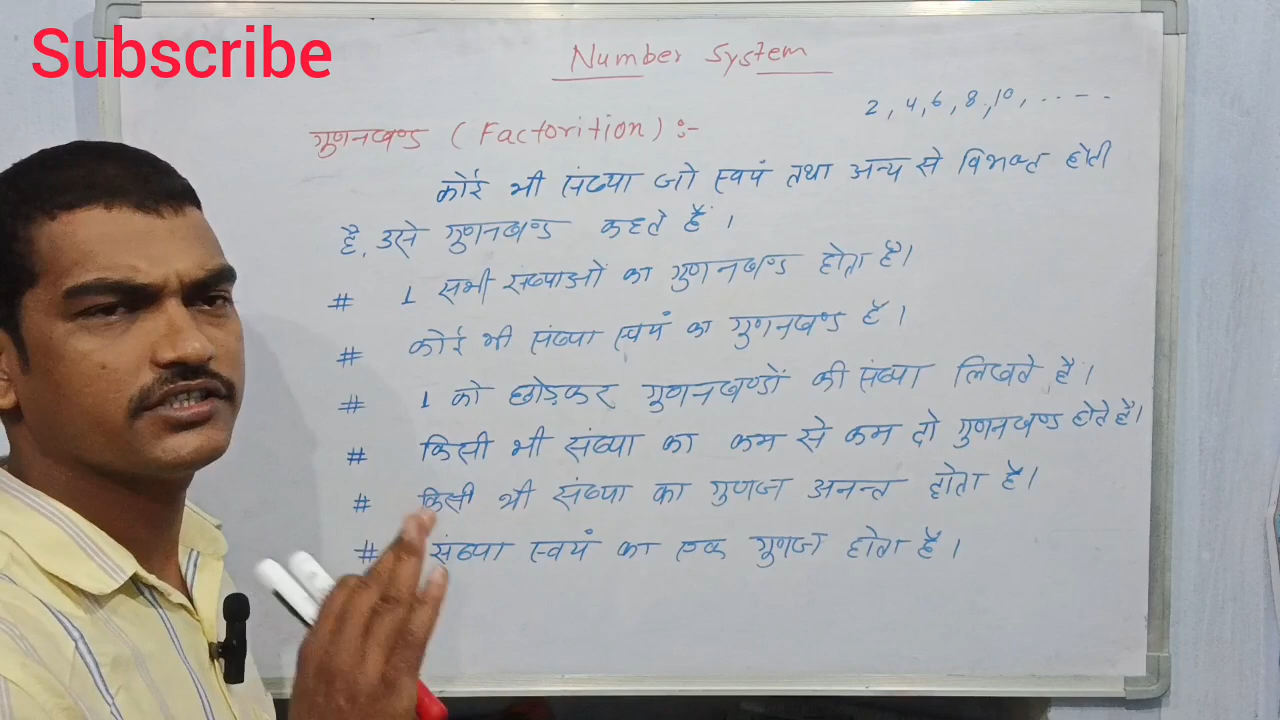 Subscribe
Number System
2, 4, 6, 8, 10, ......
गुणनखण्ड (Factorition) :-
कोई भी संख्या जो स्वयं तथा अन्य से विभक्त होती
है, उसे गुणनखण्ड कहते हैं ।
# 1 सभी संख्याओं का गुणनखण्ड होता है।
# कोई भी संख्या स्वयं का गुणनखण्ड है ।
# 1 को छोड़कर गुणनखण्डों की संख्या लिखते है ।
# किसी भी संख्या का कम से कम दो गुणनखण्ड होते है।
# किसी भी संख्या का गुणज अनन्त होता है।
# संख्या स्वयं का एक गुणज होता है ।